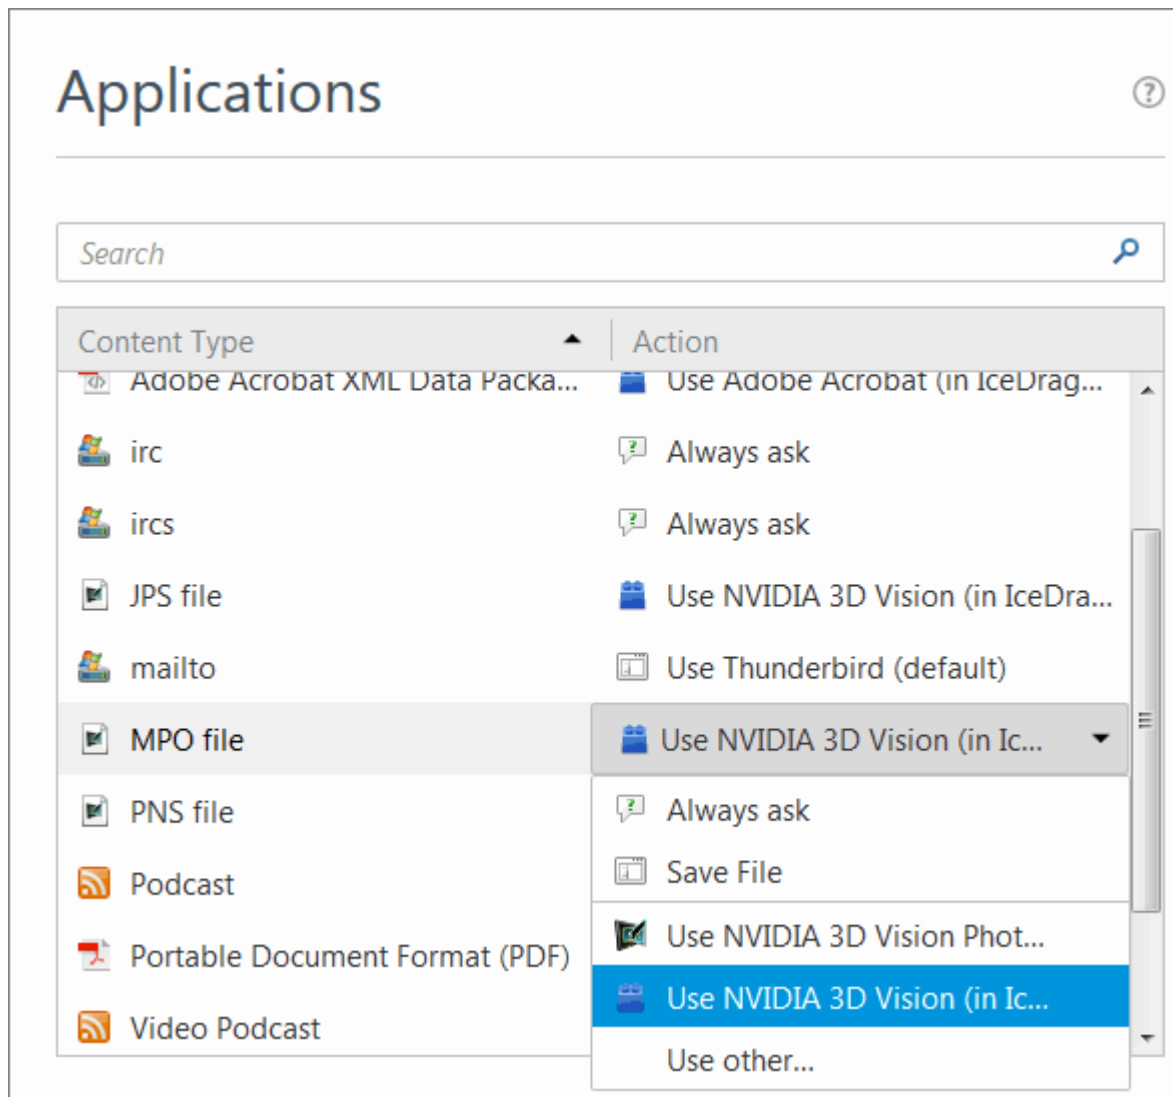 Applications
?
Search
Content Type Action
Adobe Acrobat XML Data Packa... Use Adobe Acrobat (in IceDrag...
irc ? Always ask
ircs ? Always ask
JPS file Use NVIDIA 3D Vision (in IceDra...
mailto Use Thunderbird (default)
MPO file Use NVIDIA 3D Vision (in Ic...
PNS file ? Always ask
Podcast Save File
Use NVIDIA 3D Vision Phot...
Portable Document Format (PDF)
Use NVIDIA 3D Vision (in Ic...
Video Podcast
Use other...